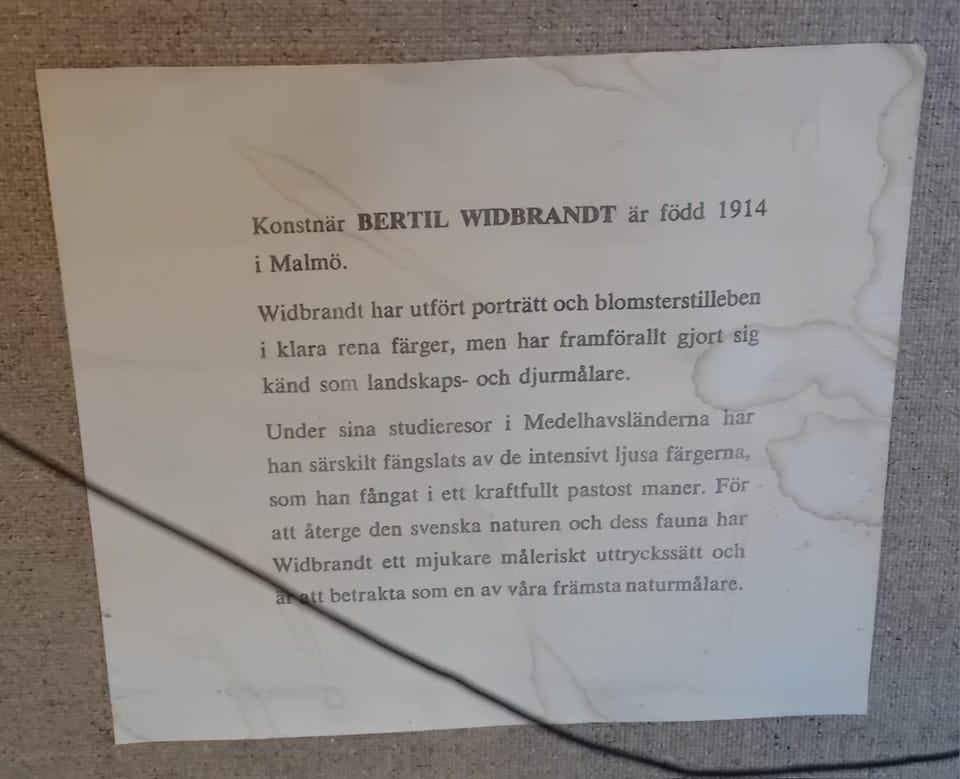 Konstnär BERTIL WIDBRANDT är född 1914
i Malmö.
Widbrandt har utfört porträtt och blomsterstilleben
i klara rena färger, men har framförallt gjort sig
känd som landskaps- och djurmålare.
Under sina studieresor i Medelhavsländerna har
han särskilt fängslats av de intensivt ljusa färgerna,
som han fångat i ett kraftfullt pastost maner. För
att återge den svenska naturen och dess fauna har
Widbrandt ett mjukare måleriskt uttryckssätt och
är att betrakta som en av våra främsta naturmålare.